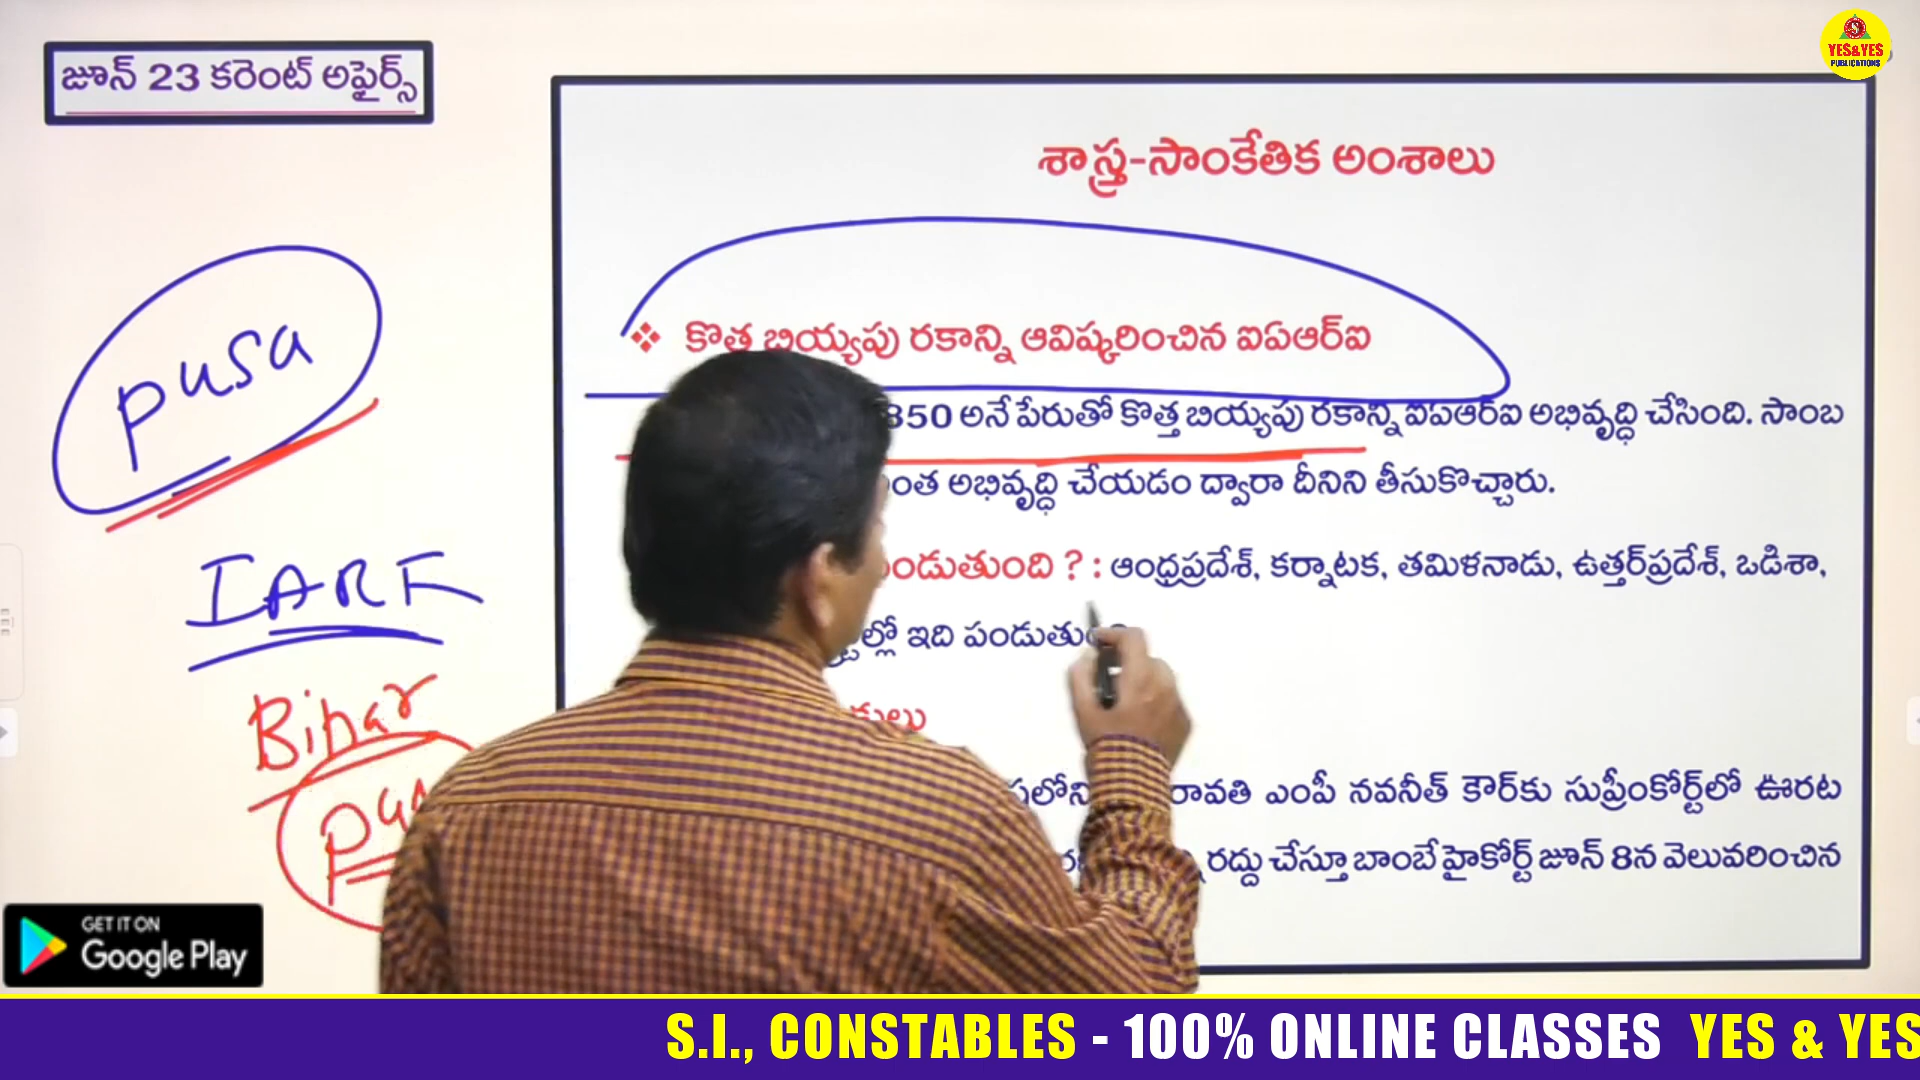 జూన్ 23 కరెంట్ అఫైర్స్
YES&YES
PUBLICATIONS
శాస్త్ర-సాంకేతిక అంశాలు
❖ కొత్త బియ్యపు రకాన్ని ఆవిష్కరించిన ఐఏఆర్ఐ
850 అనే పేరుతో కొత్త బియ్యపు రకాన్ని ఐఏఆర్ఐ అభివృద్ధి చేసింది. సాంబ
అభివృద్ధి చేయడం ద్వారా దీనిని తీసుకొచ్చారు.
? : ఆంధ్రప్రదేశ్, కర్నాటక, తమిళనాడు, ఉత్తర్‌ప్రదేశ్, ఒడిశా,
ఇది
ఎంపీ నవనీత్ కౌర్‌కు సుప్రీంకోర్ట్‌లో ఊరట
రద్దు చేస్తూ బాంబే హైకోర్ట్ జూన్ 8న వెలువరించిన
pusa
IARI
Bihar
GET IT ON
Google Play
S.I., CONSTABLES - 100% ONLINE CLASSES YES & YES